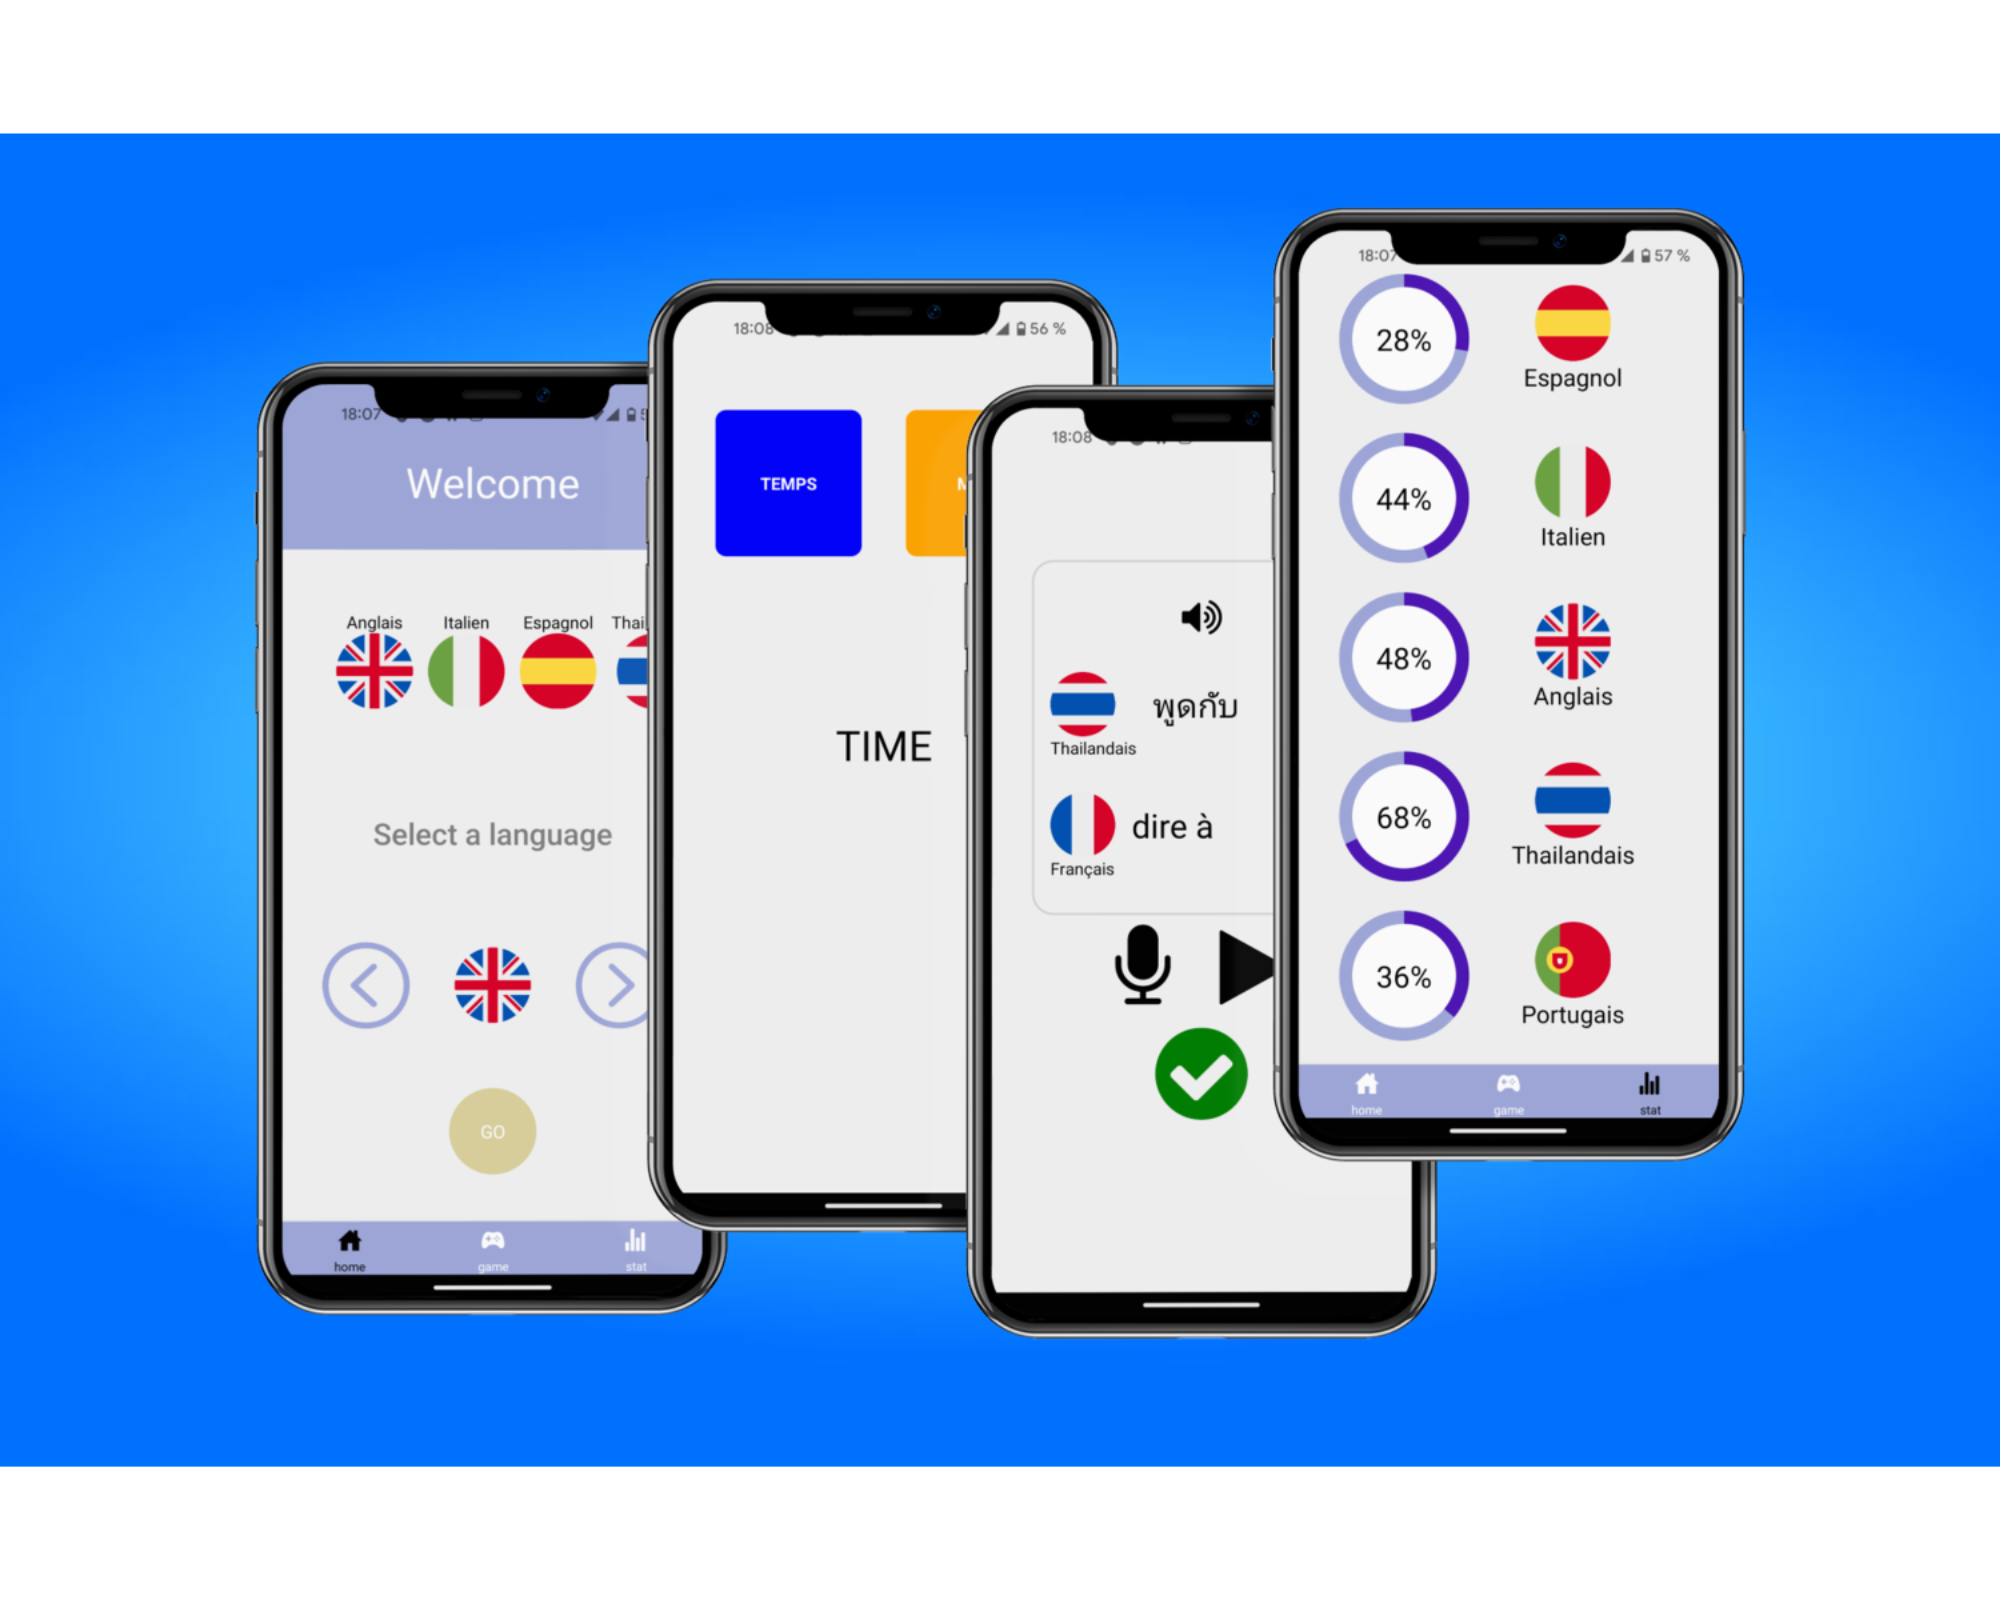 18:07
Welcome
Anglais Italien Espagnol Thai
Select a language
GO
home game stat
18:08 56 %
TEMPS M
TIME
18:08
พูดกับ
Thailandais
dire à
Français
18:07 57 %
28%
Espagnol
44%
Italien
48%
Anglais
68%
Thailandais
36%
Portugais
home game stat